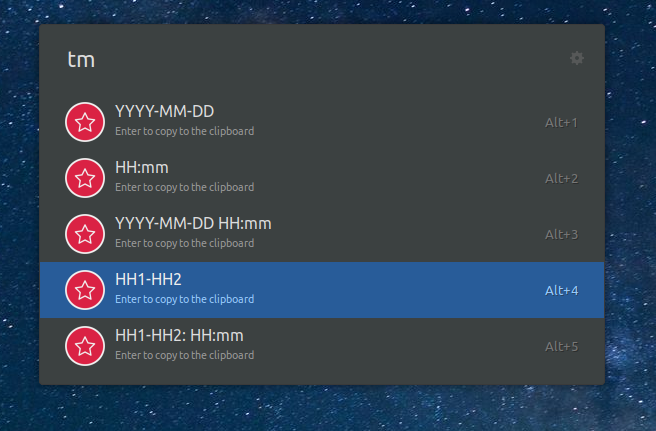 tm
YYYY-MM-DD
Enter to copy to the clipboard
Alt+1
HH:mm
Enter to copy to the clipboard
Alt+2
YYYY-MM-DD HH:mm
Enter to copy to the clipboard
Alt+3
HH1-HH2
Enter to copy to the clipboard
Alt+4
HH1-HH2: HH:mm
Enter to copy to the clipboard
Alt+5